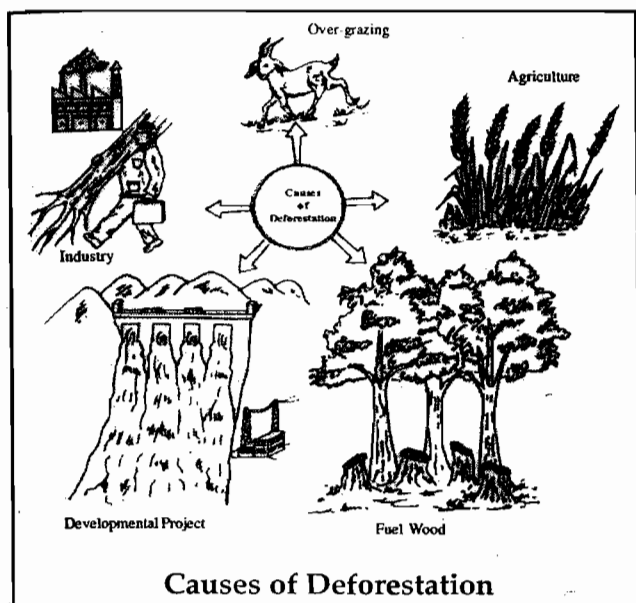 Over-grazing
Agriculture
Causes
of
Deforestation
Industry
Developmental Project
Fuel Wood
Causes of Deforestation